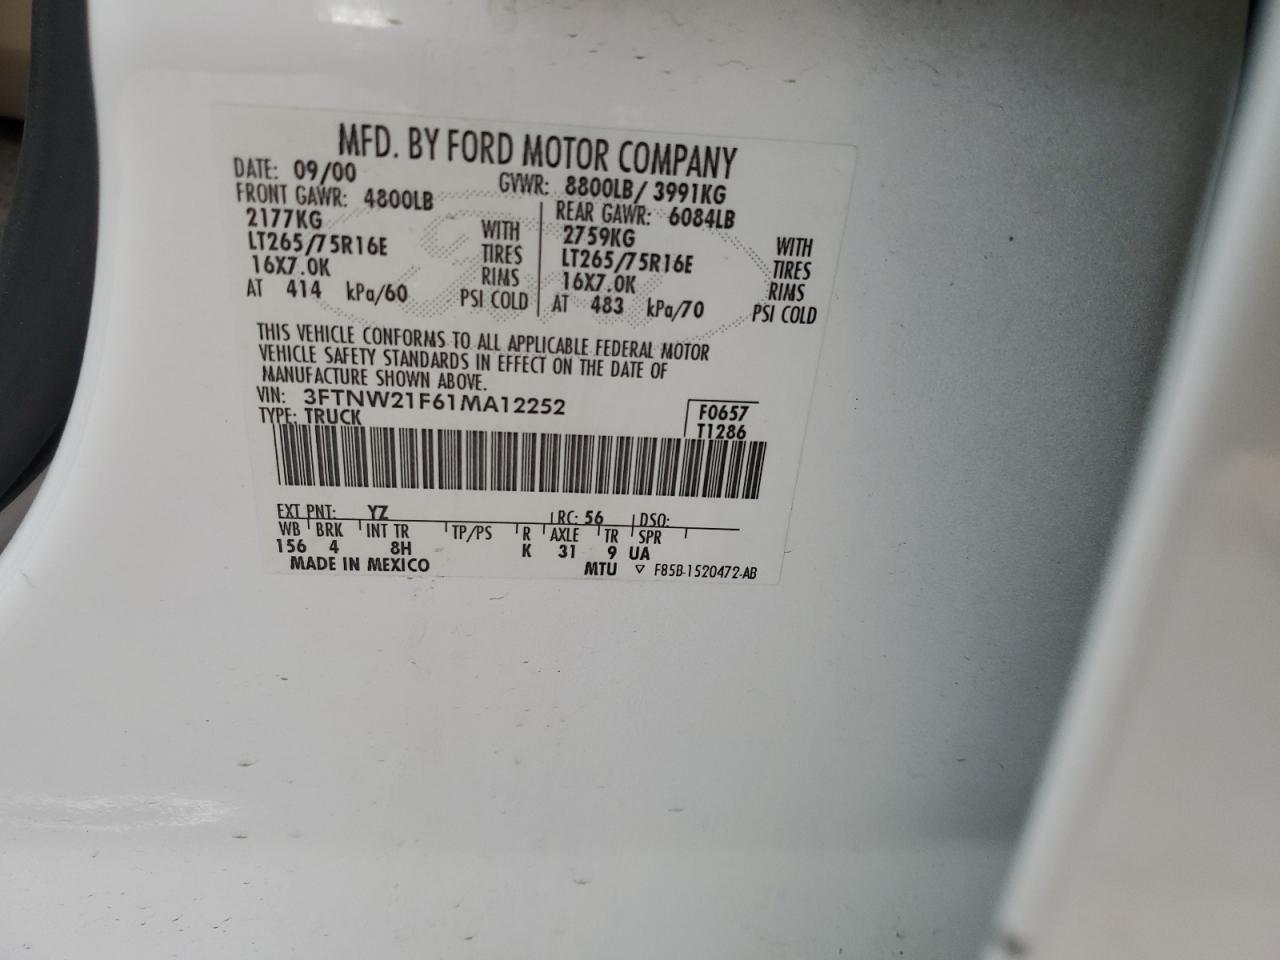 MFD. BY FORD MOTOR COMPANY
DATE: 09/00 GVWR: 8800LB/ 3991KG
FRONT GAWR: 4800LB REAR GAWR: 6084LB
2177KG WITH 2759KG WITH
LT265/75R16E TIRES LT265/75R16E TIRES
16X7.0K RIMS 16X7.0K RIMS
AT 414 kPa/60 PSI COLD AT 483 kPa/70 PSI COLD
THIS VEHICLE CONFORMS TO ALL APPLICABLE FEDERAL MOTOR
VEHICLE SAFETY STANDARDS IN EFFECT ON THE DATE OF
MANUFACTURE SHOWN ABOVE.
VIN: 3FTNW21F61MA12252 F0657
TYPE: TRUCK T1286
EXT PNT: YZ RC: 56 DSO:
WB BRK INT TR TP/PS R AXLE TR SPR
156 4 8H K 31 9 UA
MADE IN MEXICO MTU ▽ F85B-1520472-AB